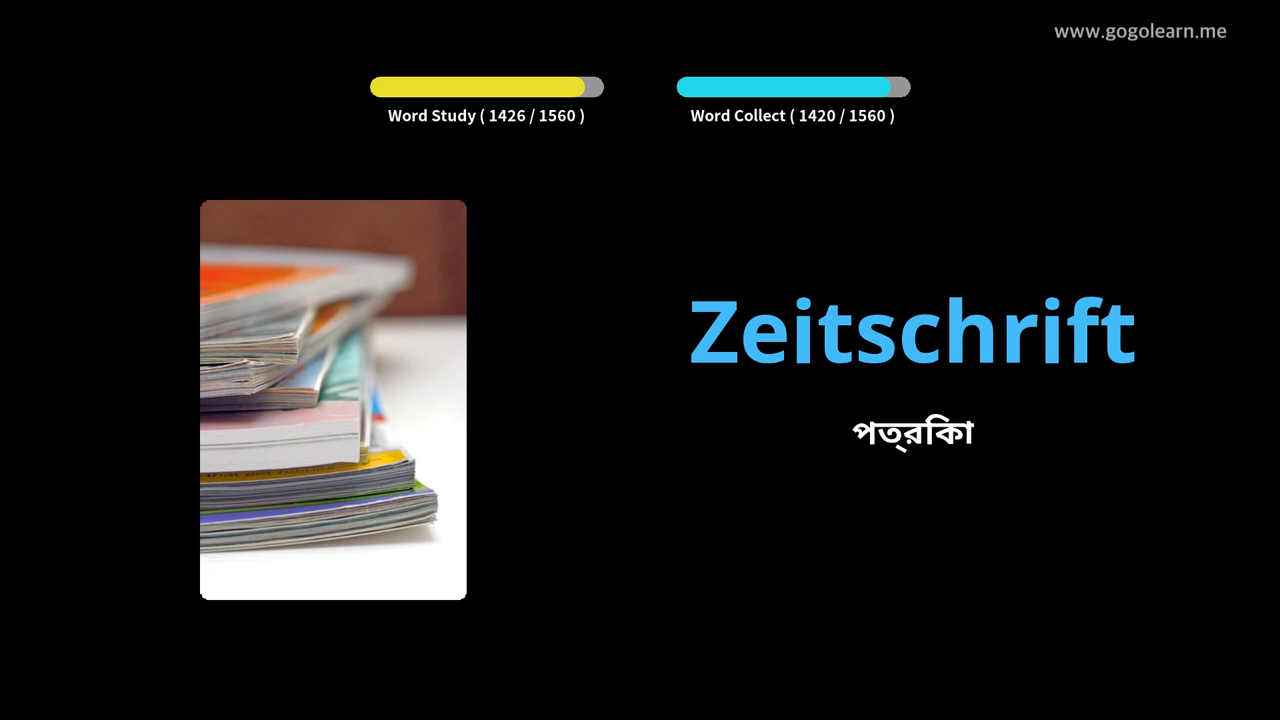 www.gogolearn.me
Word Study ( 1426 / 1560 )
Word Collect ( 1420 / 1560 )
Zeitschrift
পত্রিকা